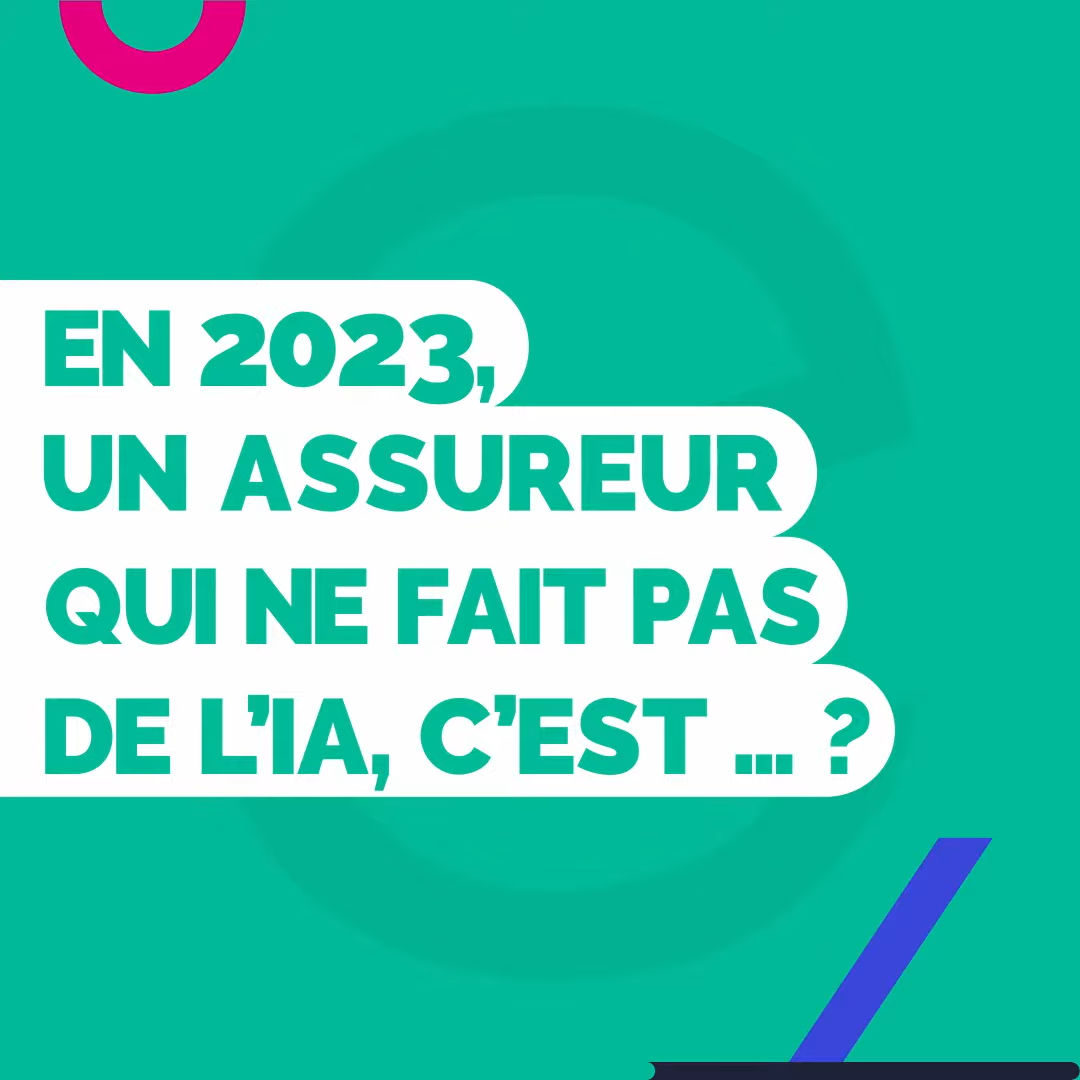 EN 2023,
UN ASSUREUR
QUI NE FAIT PAS
DE L’IA, C’EST ... ?